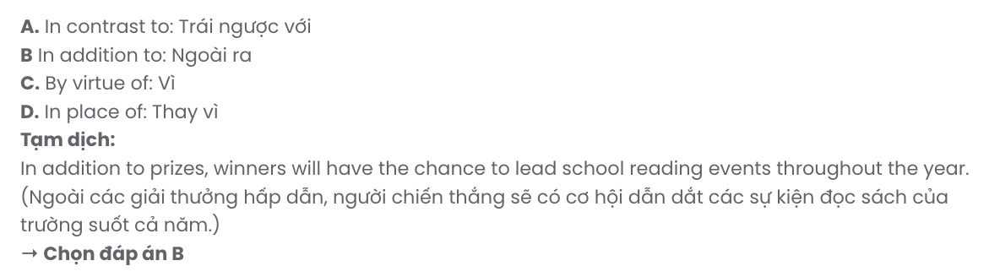 A. In contrast to: Trái ngược với
B In addition to: Ngoài ra
C. By virtue of: Vì
D. In place of: Thay vì
Tạm dịch:
In addition to prizes, winners will have the chance to lead school reading events throughout the year.
(Ngoài các giải thưởng hấp dẫn, người chiến thắng sẽ có cơ hội dẫn dắt các sự kiện đọc sách của
trường suốt cả năm.)
→ Chọn đáp án B